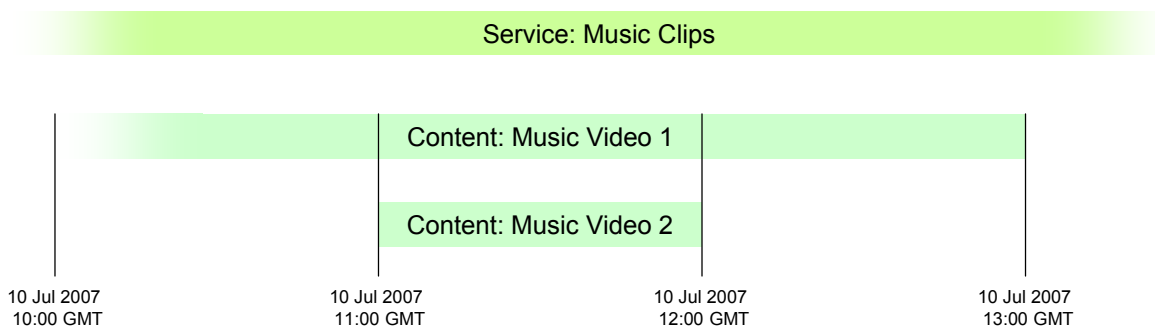 Service: Music Clips
Content: Music Video 1
Content: Music Video 2
10 Jul 2007
10:00 GMT
10 Jul 2007
11:00 GMT
10 Jul 2007
12:00 GMT
10 Jul 2007
13:00 GMT